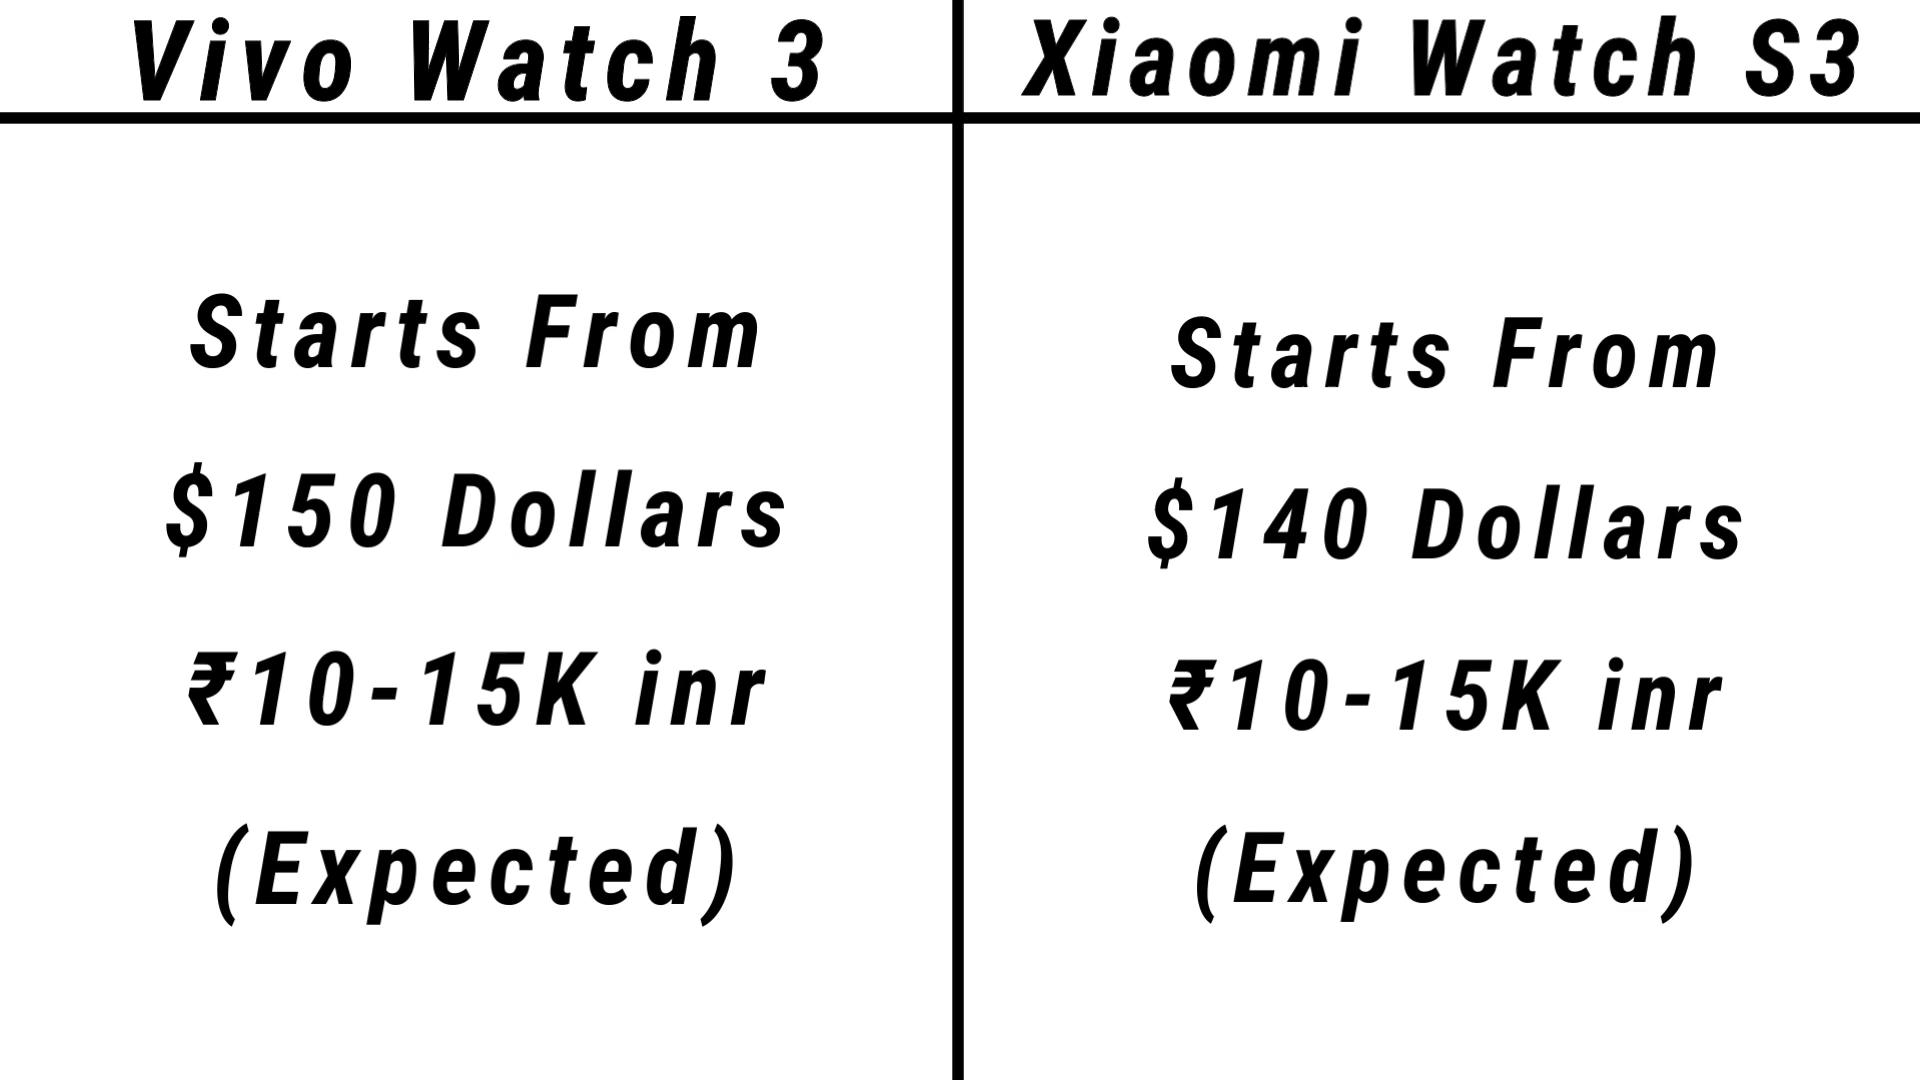 Vivo Watch 3
Starts From
$150 Dollars
₹10-15K inr
(Expected)
Xiaomi Watch S3
Starts From
$140 Dollars
₹10-15K inr
(Expected)